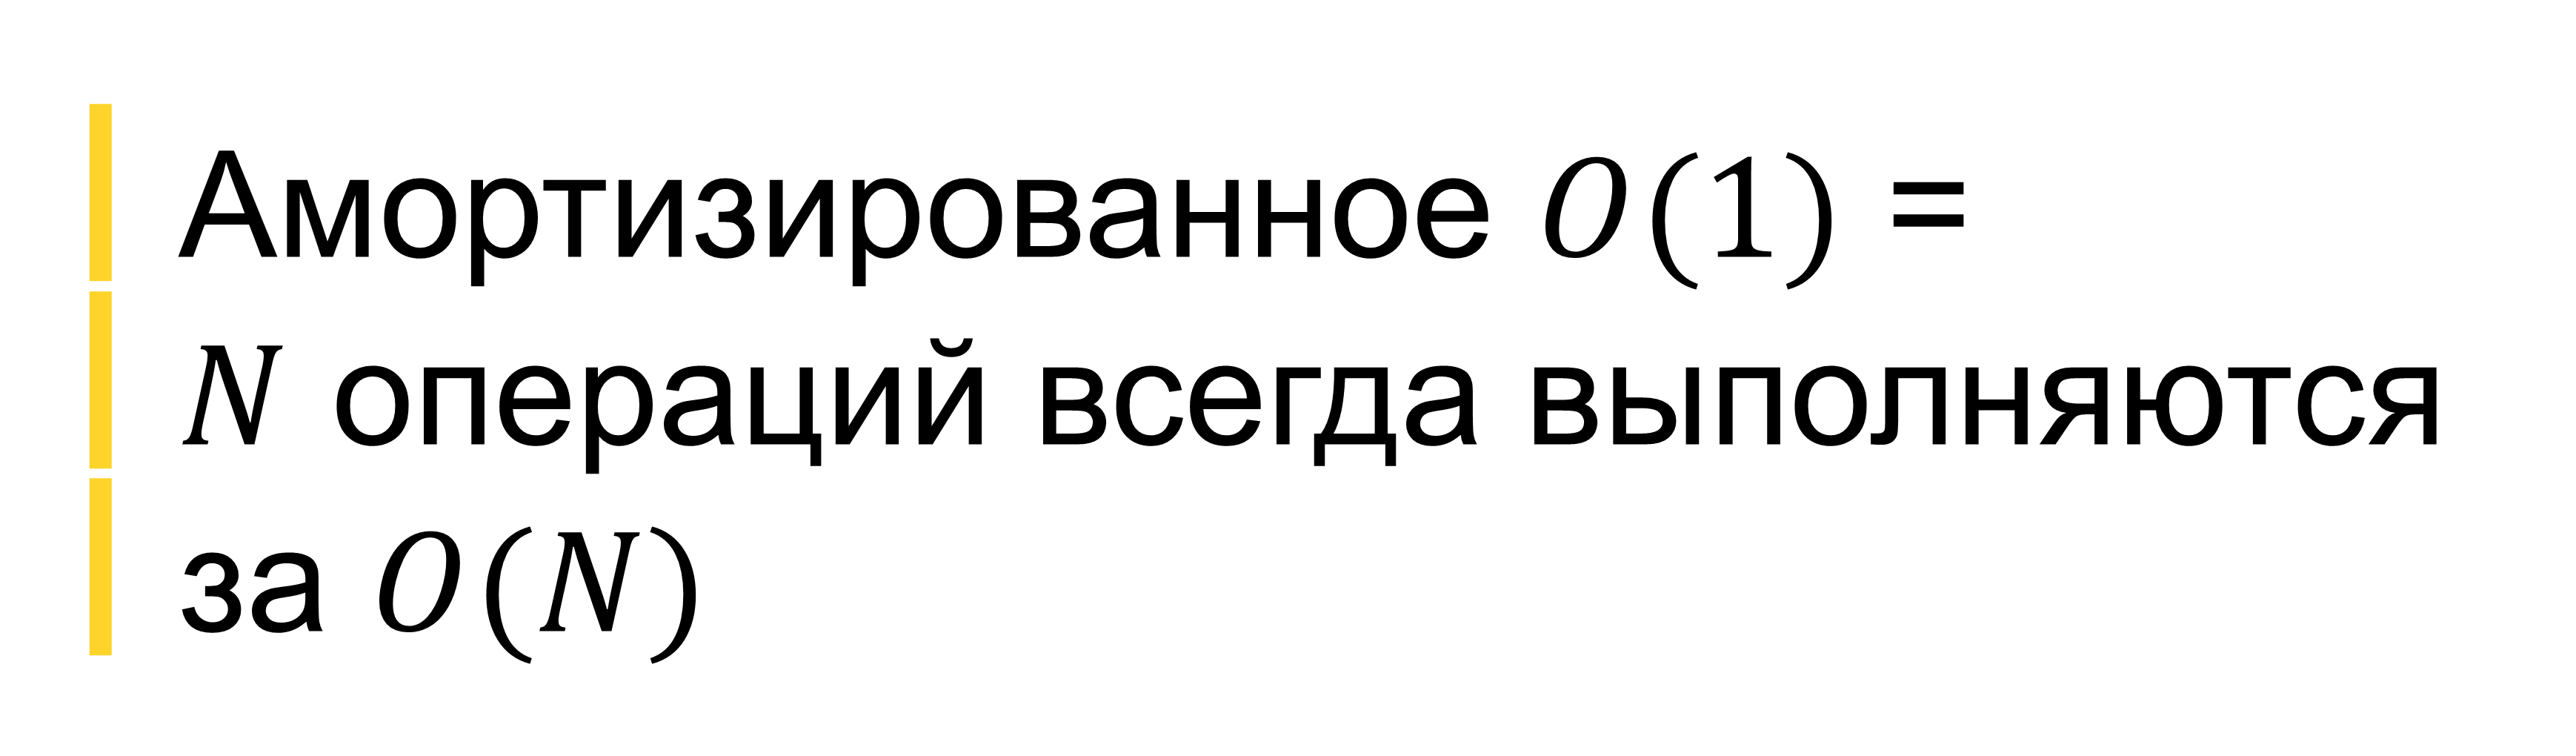 Амортизированное O(1) =
N операций всегда выполняются
за O(N)